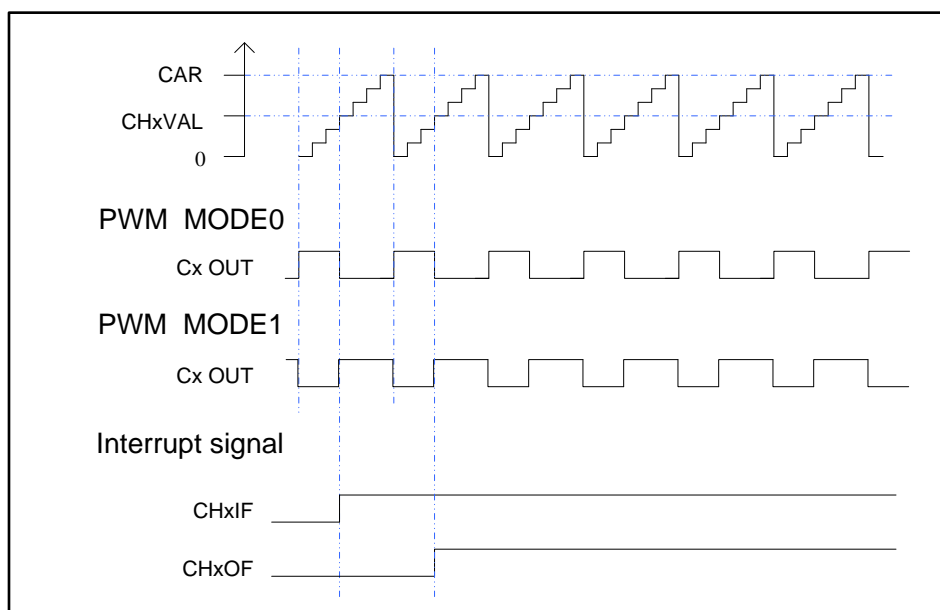 CAR
CHxVAL
0
PWM MODE0
Cx OUT
PWM MODE1
Cx OUT
Interrupt signal
CHxIF
CHxOF